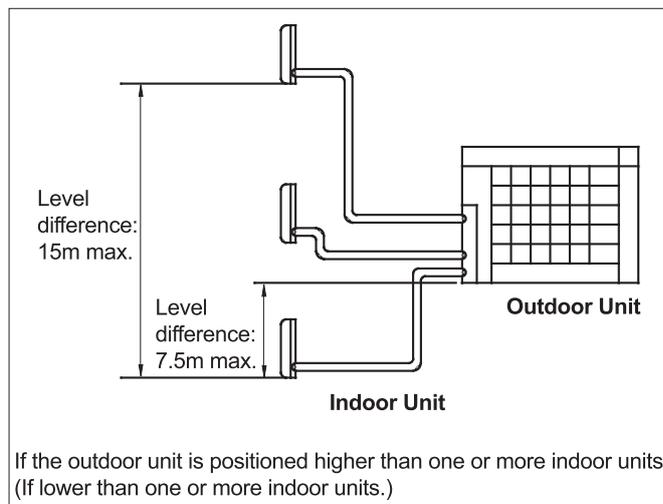 Level
difference:
15m max.
Level
difference:
7.5m max.
Outdoor Unit
Indoor Unit
If the outdoor unit is positioned higher than one or more indoor units
(If lower than one or more indoor units.)